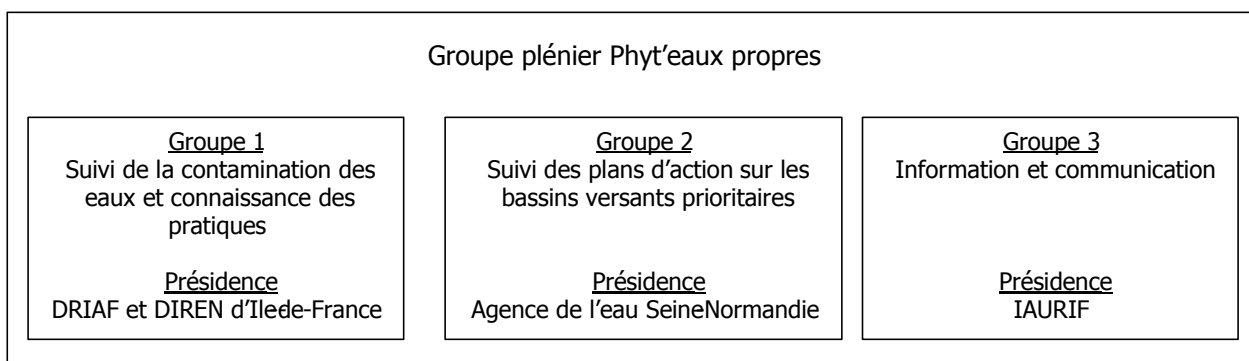 Groupe plénier Phyt'eaux propres
Groupe 1
Suivi de la contamination des
eaux et connaissance des
pratiques
Présidence
DRIAF et DIREN d'Ilede-France
Groupe 2
Suivi des plans d'action sur les
bassins versants prioritaires
Présidence
Agence de l'eau SeineNormandie
Groupe 3
Information et communication
Présidence
IAURIF